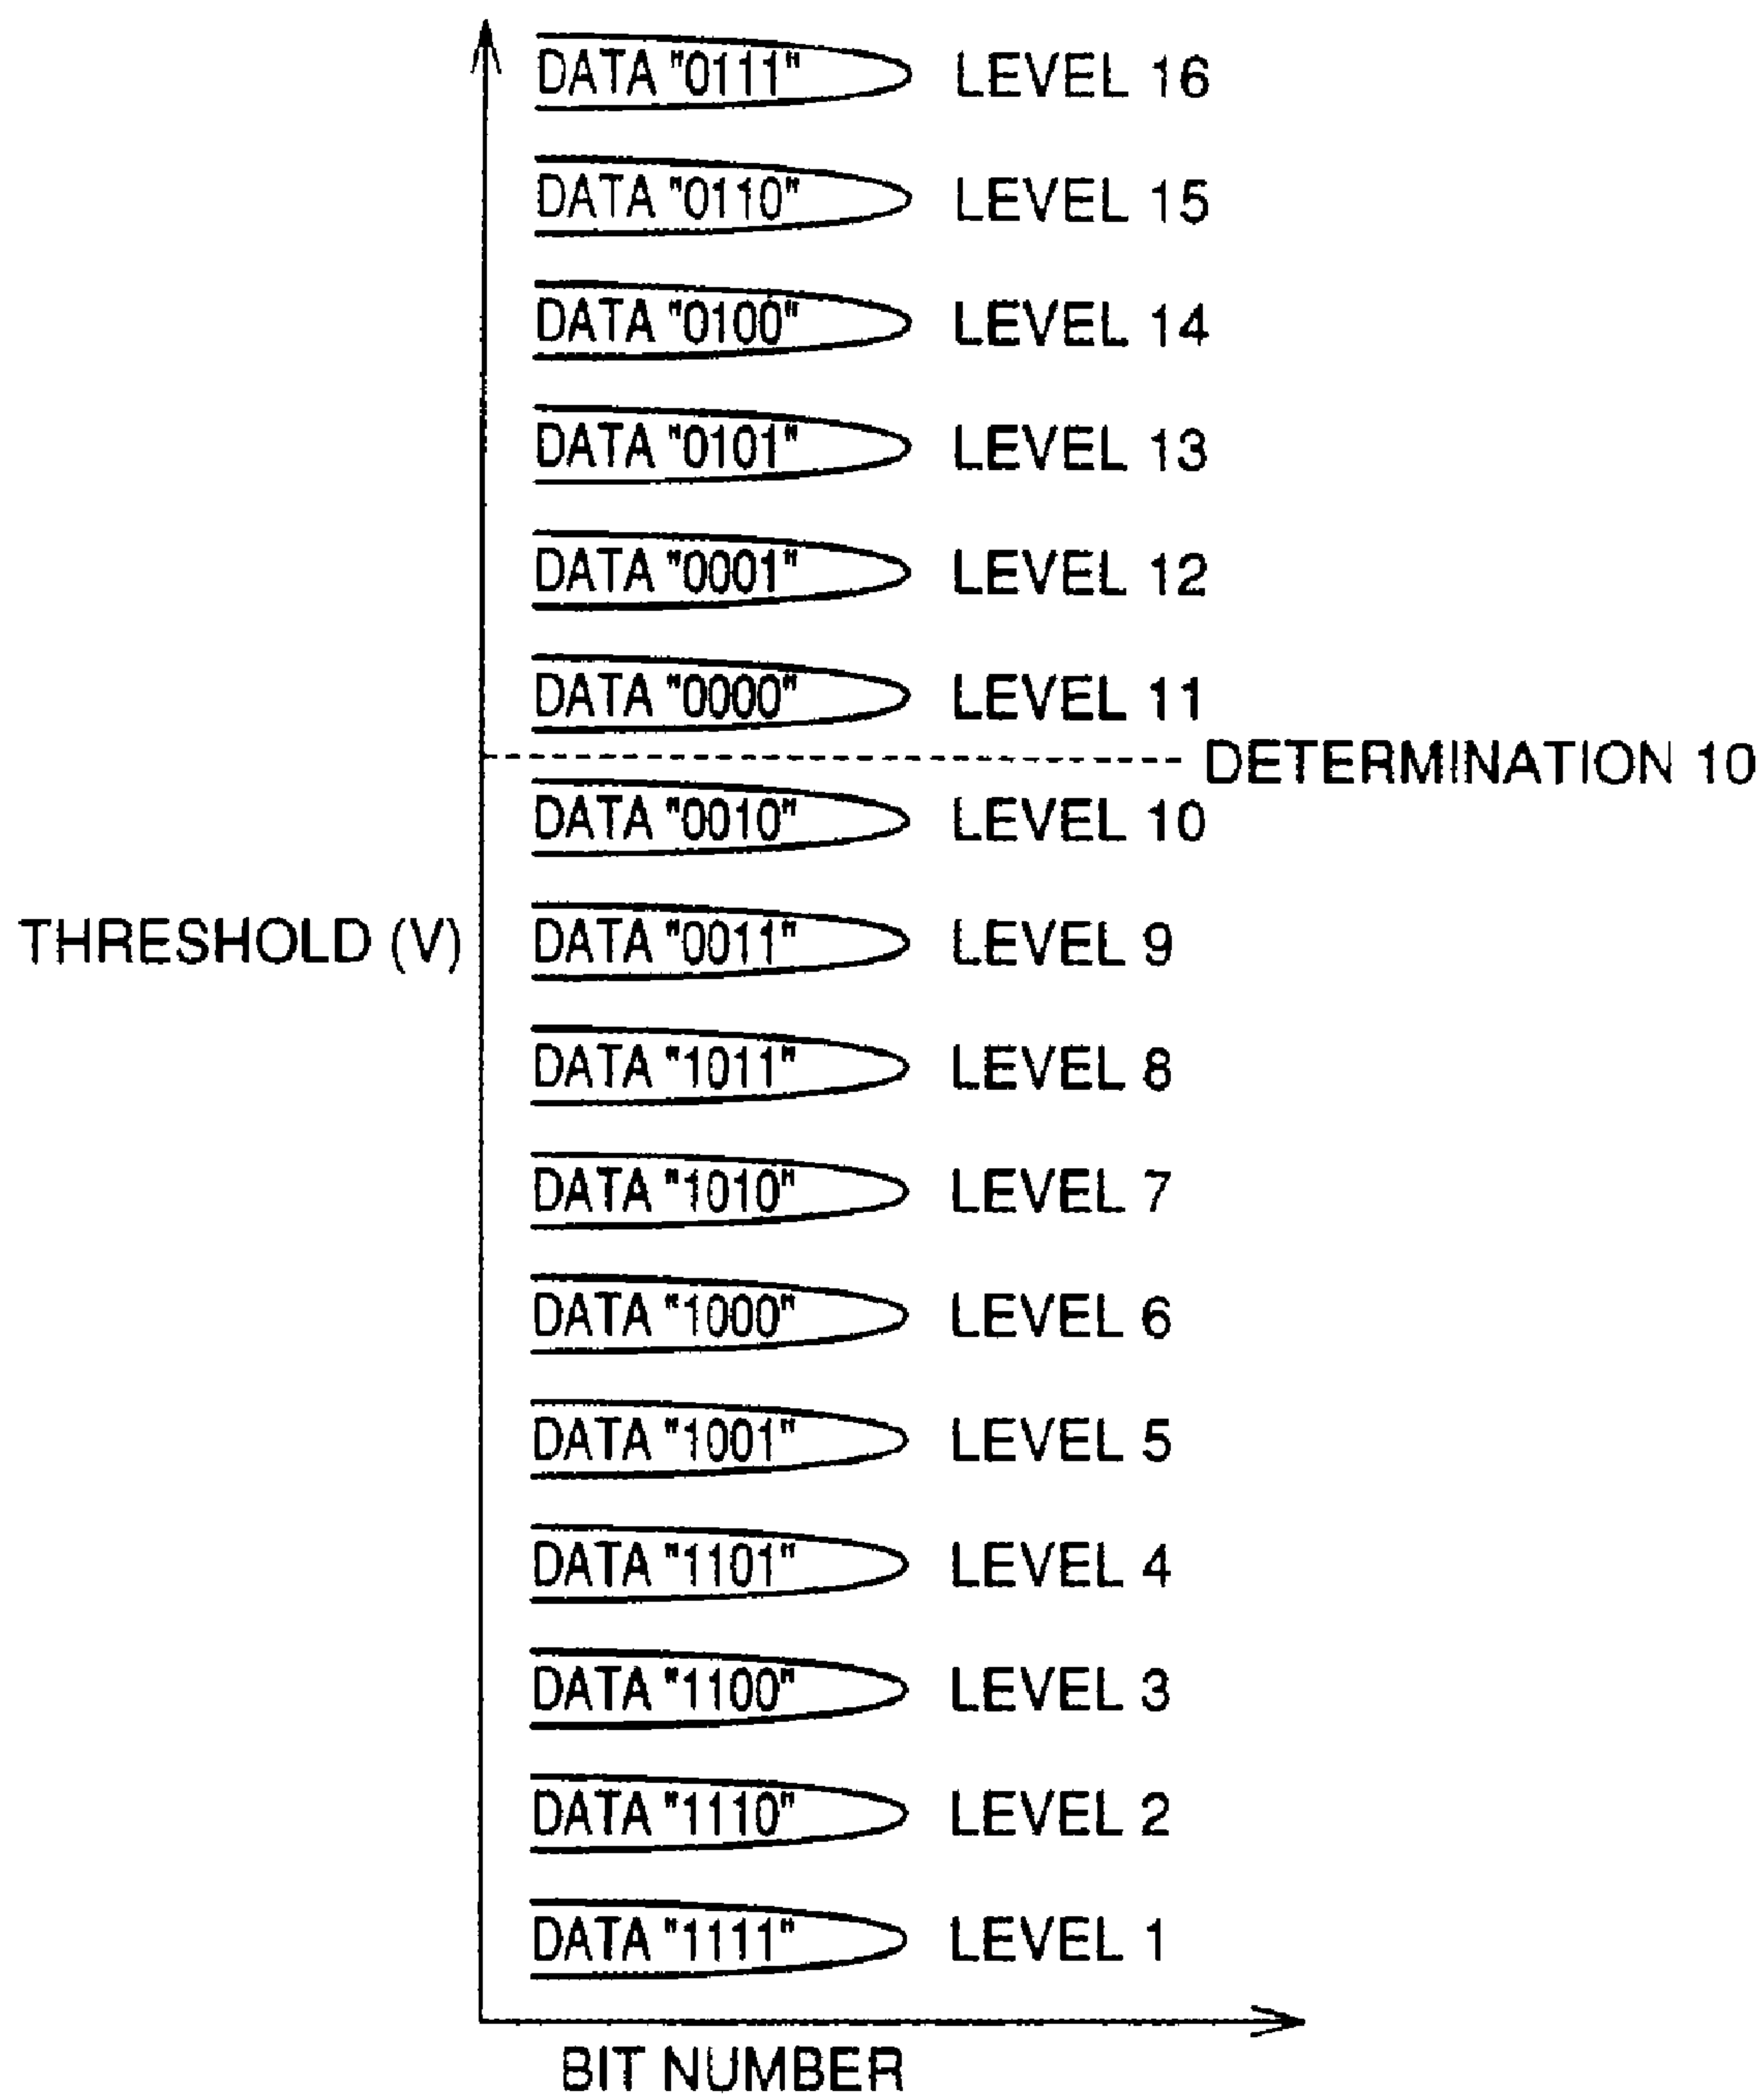 DATA "0111" LEVEL 16
DATA "0110" LEVEL 15
DATA "0100" LEVEL 14
DATA "0101" LEVEL 13
DATA "0001" LEVEL 12
DATA "0000" LEVEL 11
DETERMINATION 10
DATA "0010" LEVEL 10
THRESHOLD (V) DATA "0011" LEVEL 9
DATA "1011" LEVEL 8
DATA "1010" LEVEL 7
DATA "1000" LEVEL 6
DATA "1001" LEVEL 5
DATA "1101" LEVEL 4
DATA "1100" LEVEL 3
DATA "1110" LEVEL 2
DATA "1111" LEVEL 1
BIT NUMBER